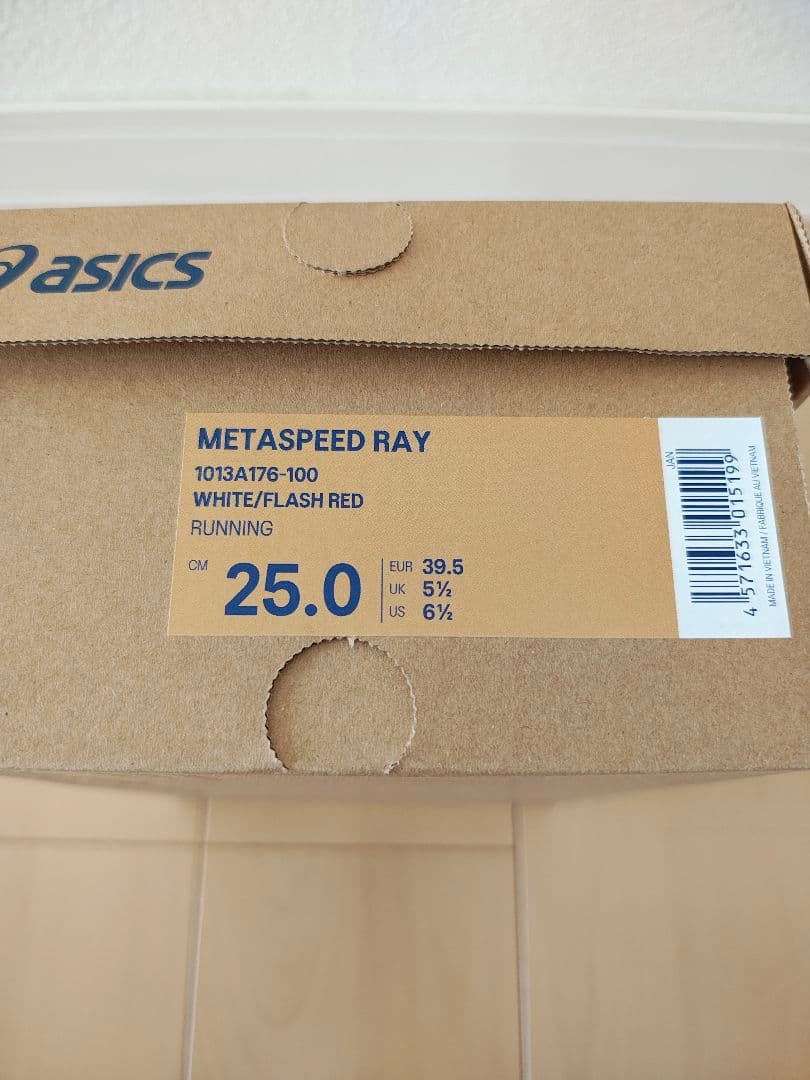 asics
METASPEED RAY
1013A176-100
WHITE/FLASH RED
RUNNING
CM 25.0
EUR 39.5
UK 5½
US 6½
JAN
4 571633 015199
MADE IN VIETNAM / FABRIQUE AU VIETNAM